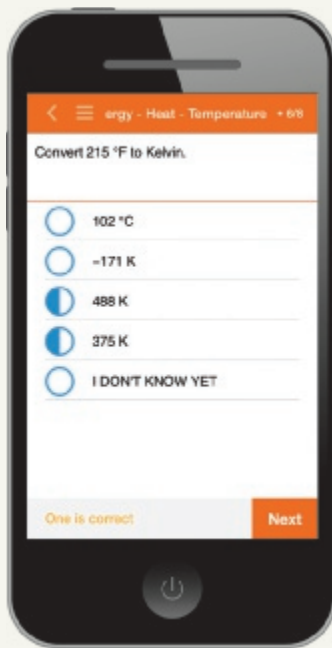 ergy - Heat - Temperature + 6/8
Convert 215 °F to Kelvin.
102 °C
–171 K
488 K
375 K
I DON'T KNOW YET
One is correct
Next